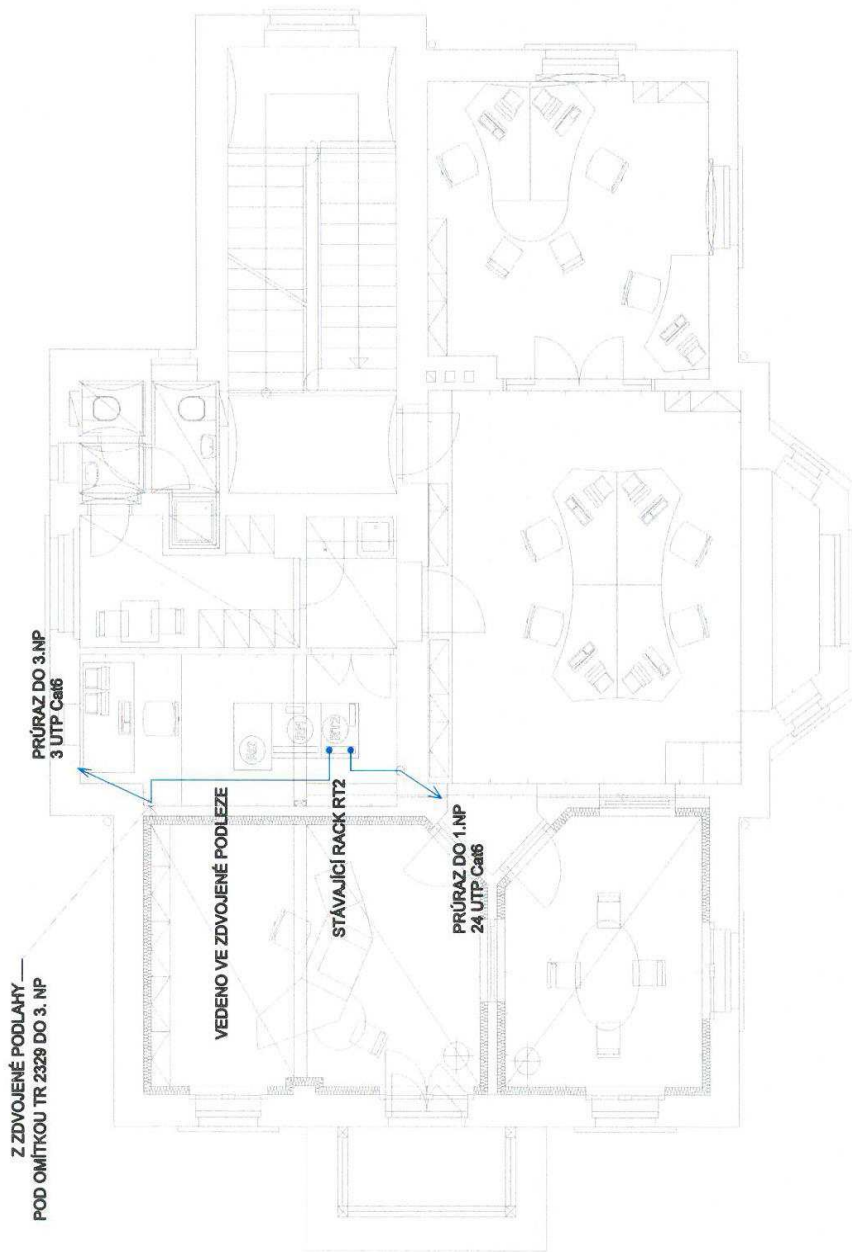 Z ZDVOJENÉ PODLAHY
POD OMÍTKOU TR 2329 DO 3. NP
PRŮRAZ DO 3.NP
3 UTP Cat6
VEDENO VE ZDVOJENÉ PODLEZE
STÁVAJÍCÍ RACK RT2
PRŮRAZ DO 1.NP
24 UTP Cat6
RT2